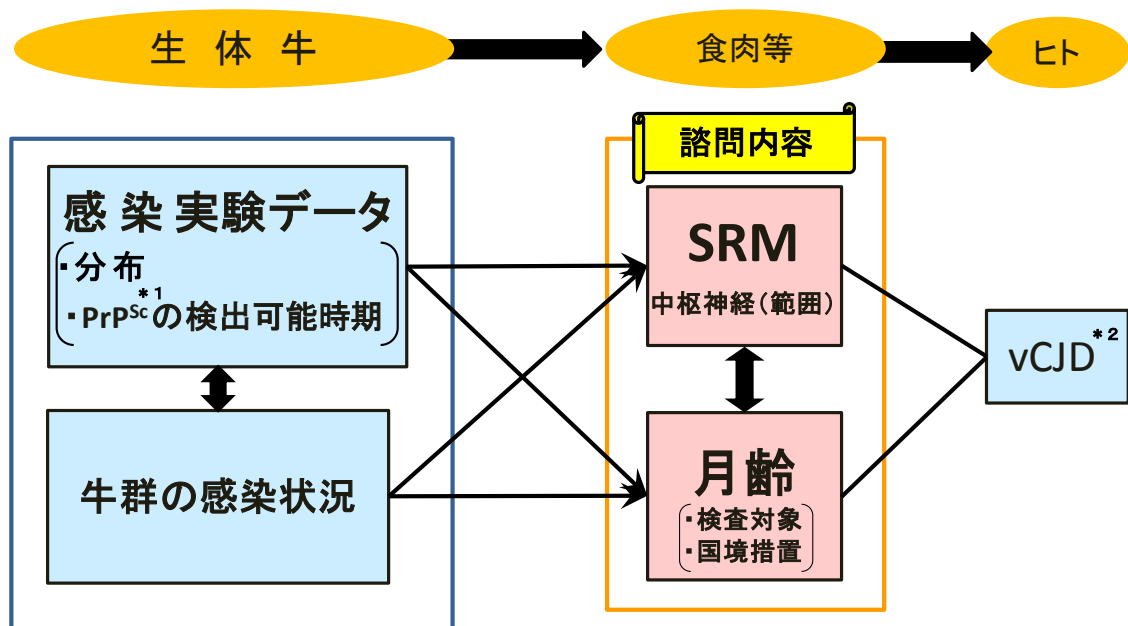 生 体 牛
食肉等
ヒト
諮問内容
感 染 実験データ
・分布
・PrPSc*1の検出可能時期
牛群の感染状況
SRM
中枢神経(範囲)
月齢
・検査対象
・国境措置
vCJD*2